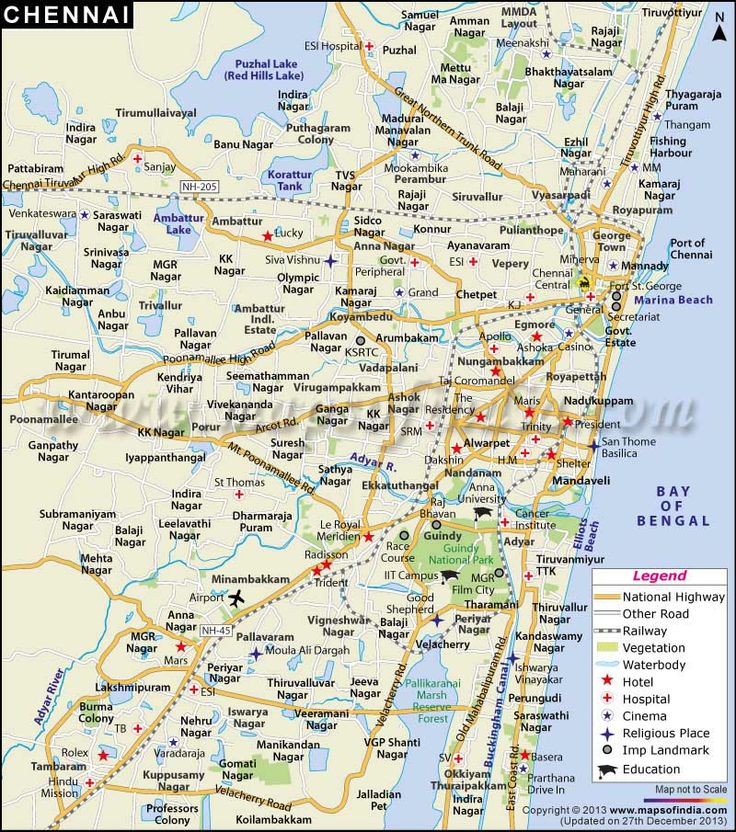 CHENNAI
N
Samuel
Nagar
Amman
Nagar
MMDA
Layout
Rajaji
Nagar
Tiruvottiyur
ESI Hospital
Puzhal
Meenakshi
Puzhal Lake
(Red Hills Lake)
Mettu
Ma Nagar
Bhakthayatsalam
Nagar
Indira
Nagar
Great Northern Trunk Road
Balaji
Nagar
Tiruvottiyur High Rd
Thyagaraja
Puram
Tirumullaivayal
Puthagaram
Colony
Madurai
Manavalan
Nagar
Thangam
Indira
Nagar
Banu Nagar
Ezhil
Nagar
Fishing
Harbour
Pattabiram
Chennai Tiruvallur High Rd.
Sanjay
Korattur
Tank
TVS
Nagar
Mookambika
Perambur
Maharani
MM
NH-205
Rajaji
Nagar
Siruvallur
Vyasarpadi
Kamaraj
Nagar
Venkateswara
Saraswati
Nagar
Ambattur
Lake
Ambattur
Sidco
Nagar
Konnur
Pulianthope
Royapuram
Tiruvalluvar
Nagar
Lucky
Anna Nagar
Ayanavaram
George
Town
Srinivasa
Nagar
MGR
Nagar
KK
Nagar
Siva Vishnu
Govt.
Peripheral
ESI
Vepery
Minerva
Mannady
Port of
Chennai
Olympic
Nagar
Chennai
Central
Kaidiamman
Nagar
Trivallur
Kamaraj
Nagar
Grand
Chetpet
Fort St. George
Marina Beach
Anbu
Nagar
Ambattur
Indl. Estate
Koyambedu
K.J
General
Secretariat
Pallavan
Nagar
Pallavan
Nagar
KSRTC
Arumbakam
Egmore
Govt.
Estate
Apollo
Ashoka
Casino
Tirumal
Nagar
Poonamallee High Road
Nungambakkam
Kendriya
Vihar
Seemathamman
Nagar
Vadapalani
Taj Coromandel
Royapettah
Virugampakkam
Kantaroopan
Nagar
Vivekananda
Nagar
Ganga
Nagar
KK
Nagar
Ashok
Nagar
The
Residency
Maris
Nadukuppam
Poonamallee
Porur
Arcot Rd.
Trinity
President
KK Nagar
SRM
Alwarpet
San Thome
Basilica
Ganpathy
Nagar
Iyappanthangal
Mt. Poonamallee Rd.
Suresh
Nagar
Adyar R.
Dakshin
H.M
Shelter
Sathya
Nagar
Nandanam
Mandaveli
St Thomas
Ekkatuthangal
Anna
University
Indira
Nagar
Raj
Bhavan
Subramaniyam
Nagar
Leelavathi
Nagar
Dharmaraja
Puram
Cancer
Institute
Elliots
Beach
BAY
OF
BENGAL
Balaji
Nagar
Le Royal
Meridien
Guindy
Adyar
Mehta
Nagar
Race
Course
Guindy
National Park
Radisson
Tiruvanmiyur
Minambakkam
Trident
IIT Campus
MGR
Film City
TTK
Airport
Good
Shepherd
Tharamani
Thiruvallur
Nagar
Anna
Nagar
NH-45
Vigneshwar
Nagar
Balaji
Nagar
Periyar
Nagar
Kandaswamy
Nagar
MGR
Nagar
Pallavaram
Velacherry
Mars
Moula Ali Dargah
Ishwarya
Vinayakar
Periyar
Nagar
Adyar River
Lakshmipuram
Thiruvalluvar
Nagar
Jeeva
Nagar
Pallikaranai
Marsh
Reserve
Forest
Old Mahabalipuram Rd.
Buckingham Canal
Perungudi
ESI
Burma
Colony
Iswarya
Nagar
Veeramani
Nagar
Velacherry Rd.
Saraswathi
Nagar
TB
Nehru
Nagar
Rolex
Varadaraja
Manikandan
Nagar
VGP Shanti
Nagar
SV
Basera
Tambaram
Gomati
Nagar
East Coast Rd.
Hindu
Mission
Kuppusamy
Nagar
Okkiyam
Thuraipakkam
Prarthana
Drive In
Velacherry Road
Jalladian
Pet
Indira
Nagar
Professors
Colony
Koilambakkam
Legend
National Highway
Other Road
Railway
Vegetation
Waterbody
Hotel
Hospital
Cinema
Religious Place
Imp Landmark
Education
Map not to Scale
Copyright © 2013 www.mapsofindia.com
(Updated on 27th December 2013)